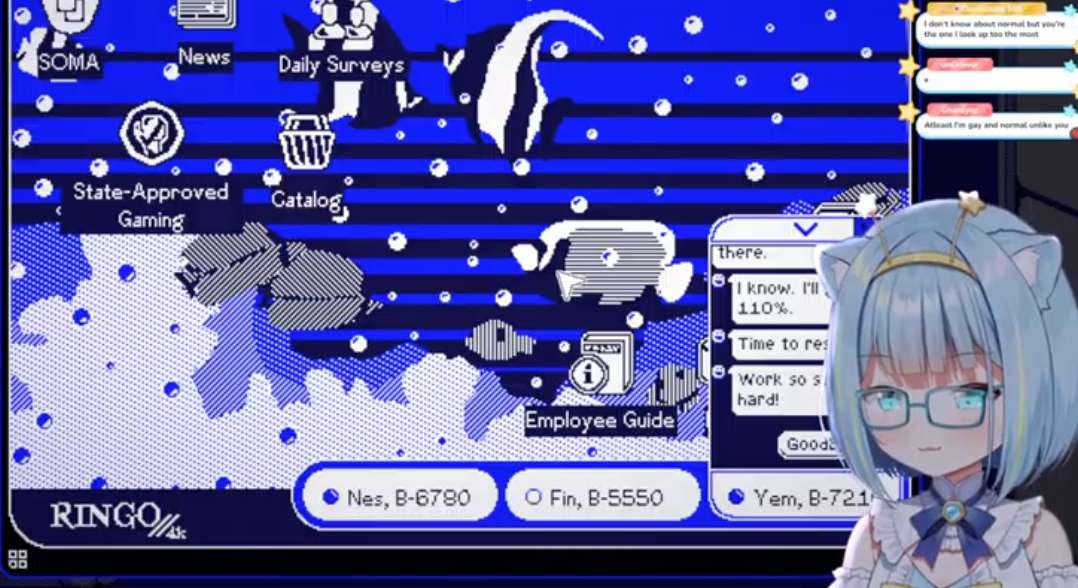 SOMA
News
Daily Surveys
State-Approved
Gaming
Catalog
Employee Guide
there.
I know. I'll
110%.
Time to res
Work so s
hard!
Good
Nes, B-6780
Fin, B-5550
Yem, B-721
RINGO//4k
I don't know about normal but you're
the one I look up too the most
Atleast I'm gay and normal unlike you